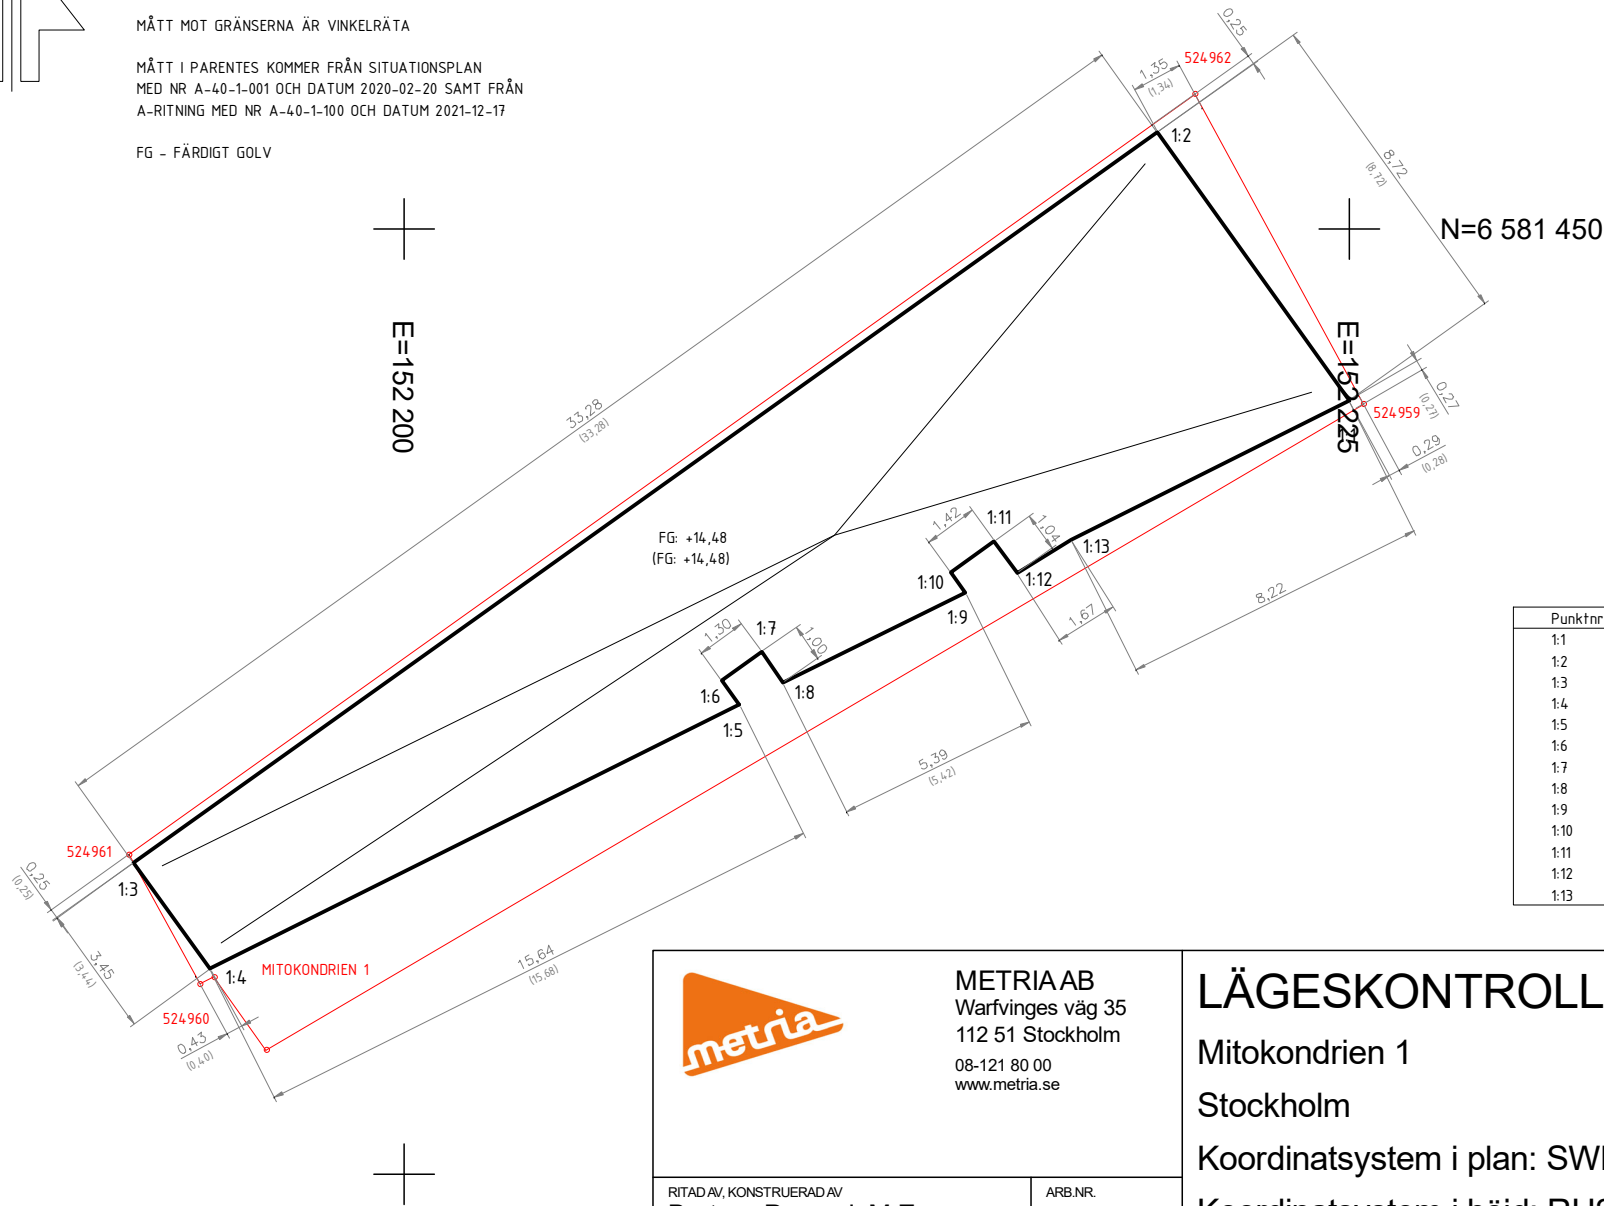 MÅTT MOT GRÄNSERNA ÄR VINKELRÄTA
MÅTT I PARENTES KOMMER FRÅN SITUATIONSPLAN
MED NR A-40-1-001 OCH DATUM 2020-02-20 SAMT FRÅN
A-RITNING MED NR A-40-1-100 OCH DATUM 2021-12-17
FG - FÄRDIGT GOLV
0,25
524962
1,35
(1,34)
1:2
8,72
(8,72)
N=6 581 450
E=152 200
E=152 225
33,28
(33,28)
0,27
(0,27)
524959
0,29
(0,28)
FG: +14,48
(FG: +14,48)
1,42
1:11
1,04
1:13
1:10
1:12
1:9
1,67
8,22
1,30
1:7
1,00
1:6
1:8
1:5
5,39
(5,42)
524961
0,25
(0,25)
1:3
3,45
(3,44)
1:4
MITOKONDRIEN 1
15,64
(15,68)
524960
0,43
(0,40)
Punktnr
1:1
1:2
1:3
1:4
1:5
1:6
1:7
1:8
1:9
1:10
1:11
1:12
1:13
metria
METRIA AB
Warfvinges väg 35
112 51 Stockholm
08-121 80 00
www.metria.se
LÄGESKONTROLL
Mitokondrien 1
Stockholm
Koordinatsystem i plan:
RITAD AV, KONSTRUERAD AV
ARB.NR.